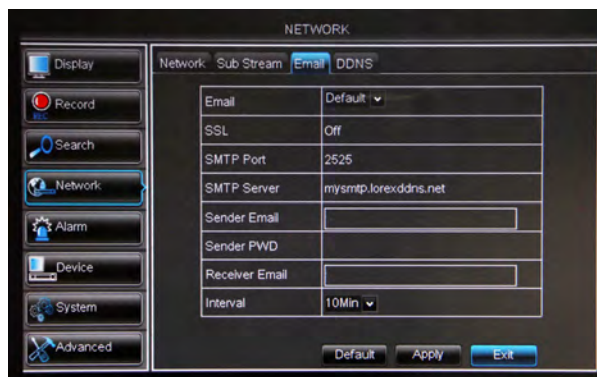 NETWORK
Display
Record
REC
Search
Network
Alarm
Device
System
Advanced
Network Sub Stream Email DDNS
Email Default
SSL Off
SMTP Port 2525
SMTP Server mysmtp.lorexddns.net
Sender Email
Sender PWD
Receiver Email
Interval 10Min
Default Apply Exit